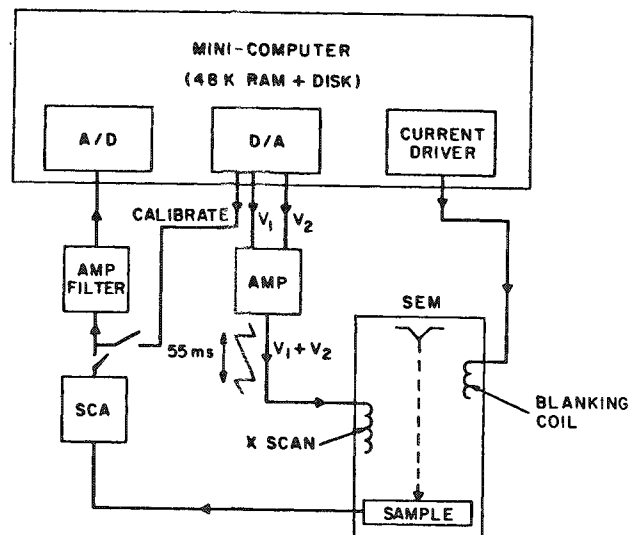 MINI-COMPUTER
(48K RAM + DISK)
A/D
D/A
CURRENT
DRIVER
CALIBRATE
V1
V2
AMP
FILTER
AMP
SEM
55ms
V1 + V2
SCA
X SCAN
BLANKING
COIL
SAMPLE